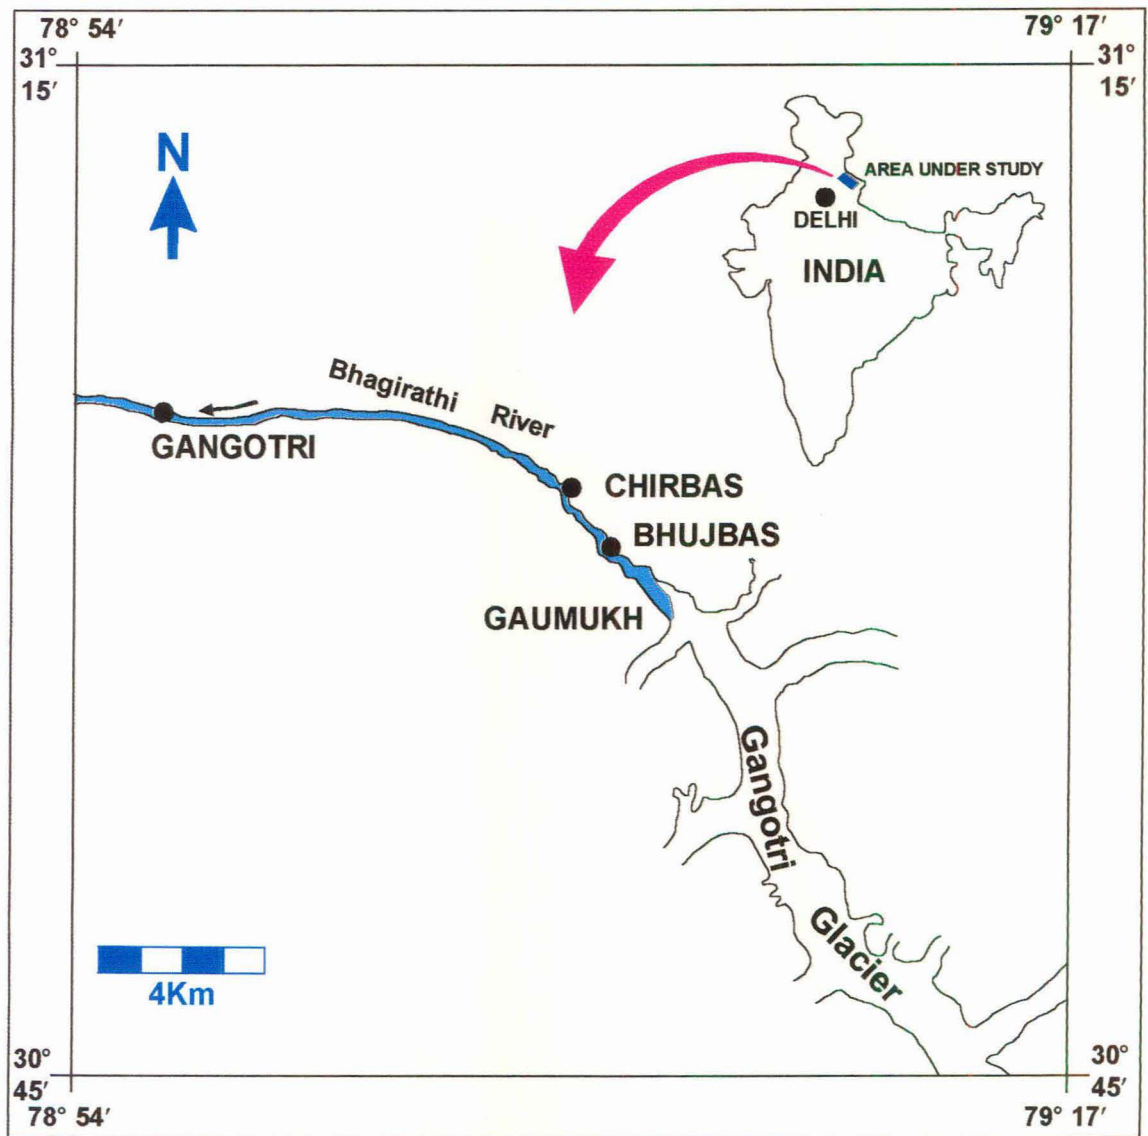 78° 54′
79° 17′
31°
15′
31°
15′
N
AREA UNDER STUDY
DELHI
INDIA
Bhagirathi River
GANGOTRI
CHIRBAS
BHUJBAS
GAUMUKH
Gangotri
Glacier
4Km
30°
45′
30°
45′
78° 54′
79° 17′